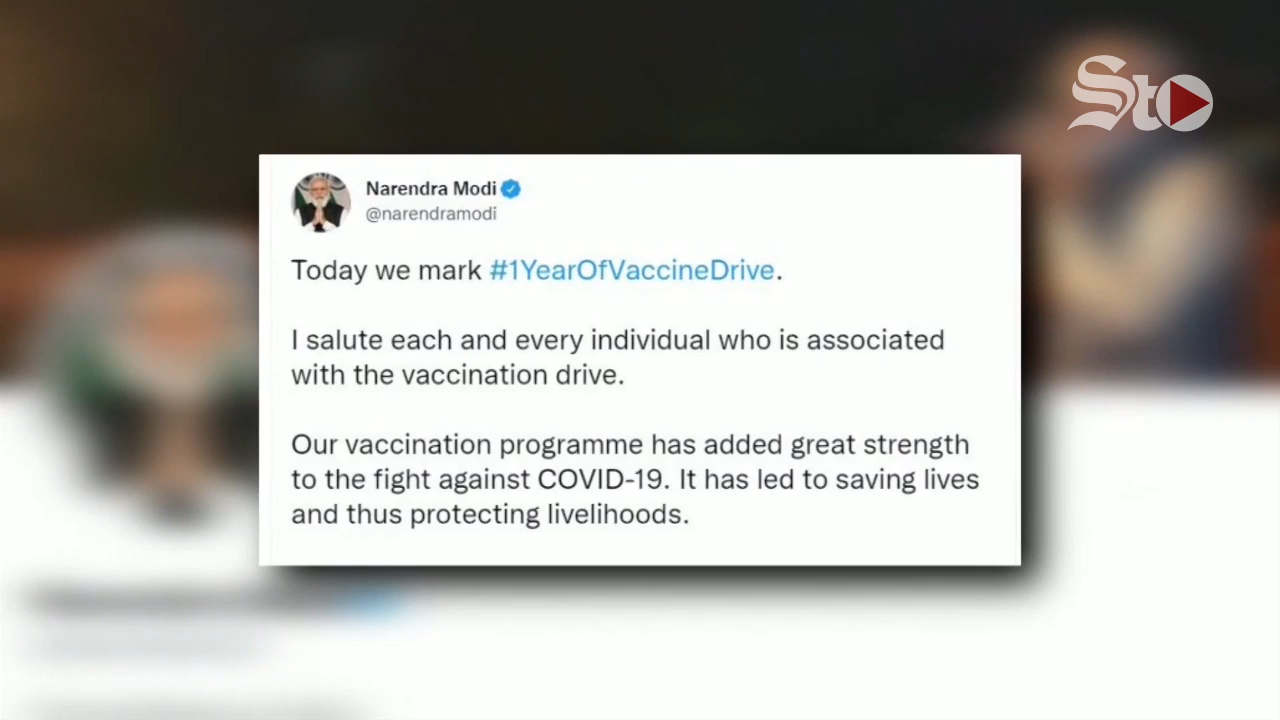 St
Narendra Modi
@narendramodi
Today we mark #1YearOfVaccineDrive.
I salute each and every individual who is associated
with the vaccination drive.
Our vaccination programme has added great strength
to the fight against COVID-19. It has led to saving lives
and thus protecting livelihoods.